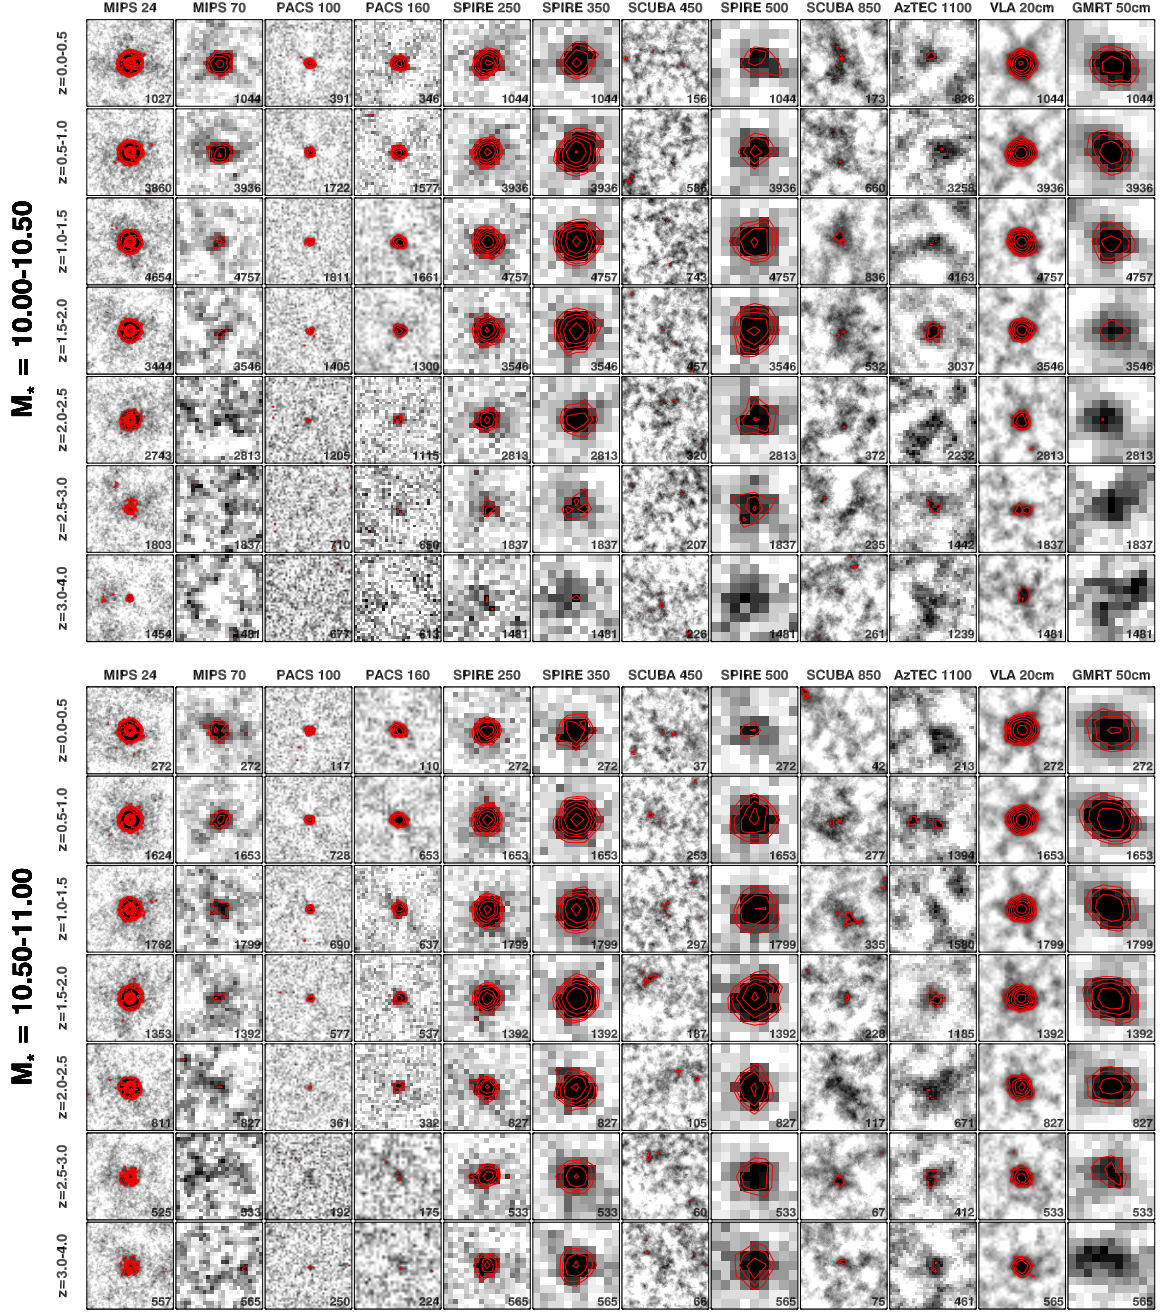 MIPS 24 MIPS 70 PACS 100 PACS 160 SPIRE 250 SPIRE 350 SCUBA 450 SPIRE 500 SCUBA 850 AzTEC 1100 VLA 20cm GMRT 50cm
M* = 10.00-10.50
z=0.0-0.5 1027 1044 391 346 1044 1044 156 1044 173 826 1044 1044
z=0.5-1.0 3860 3936 1722 1577 3936 3936 586 3936 660 3258 3936 3936
z=1.0-1.5 4654 4757 1811 1661 4757 4757 743 4757 836 4163 4757 4757
z=1.5-2.0 3444 3546 1405 1300 3546 3546 457 3546 532 3037 3546 3546
z=2.0-2.5 2743 2813 1205 1115 2813 2813 320 2813 372 2232 2813 2813
z=2.5-3.0 1803 1837 710 650 1837 1837 207 1837 235 1442 1837 1837
z=3.0-4.0 1454 1481 677 613 1481 1481 226 1481 261 1239 1481 1481
MIPS 24 MIPS 70 PACS 100 PACS 160 SPIRE 250 SPIRE 350 SCUBA 450 SPIRE 500 SCUBA 850 AzTEC 1100 VLA 20cm GMRT 50cm
M* = 10.50-11.00
z=0.0-0.5 272 272 117 110 272 272 37 272 42 213 272 272
z=0.5-1.0 1624 1653 728 653 1653 1653 253 1653 277 1394 1653 1653
z=1.0-1.5 1762 1799 690 637 1799 1799 297 1799 335 1580 1799 1799
z=1.5-2.0 1353 1392 577 537 1392 1392 187 1392 228 1185 1392 1392
z=2.0-2.5 811 827 361 332 827 827 105 827 117 671 827 827
z=2.5-3.0 525 533 192 175 533 533 60 533 67 412 533 533
z=3.0-4.0 557 565 250 224 565 565 66 565 75 461 565 565